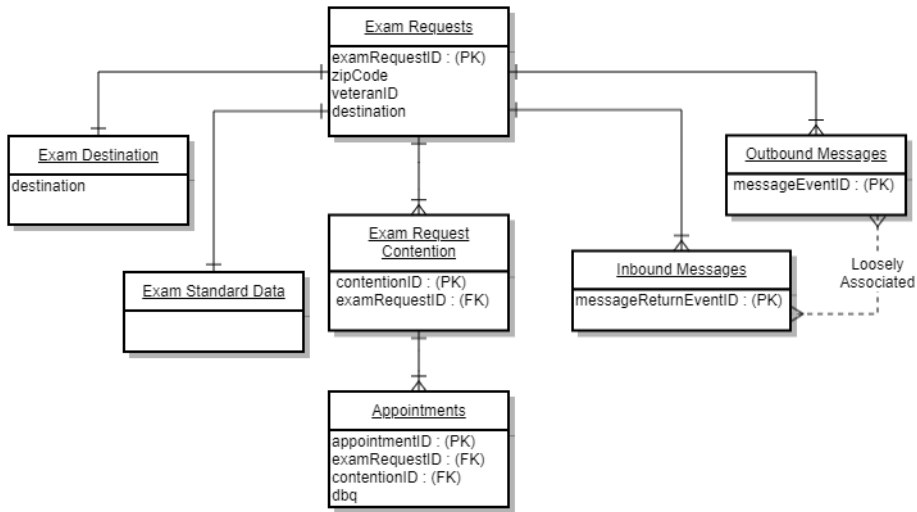 Exam Requests
examRequestID : (PK)
zipCode
veteranID
destination
Exam Destination
destination
Outbound Messages
messageEventID : (PK)
Exam Request
Contention
contentionID : (PK)
examRequestID : (FK)
Exam Standard Data
Inbound Messages
messageReturnEventID : (PK)
Loosely
Associated
Appointments
appointmentID : (PK)
examRequestID : (FK)
contentionID : (FK)
dbq